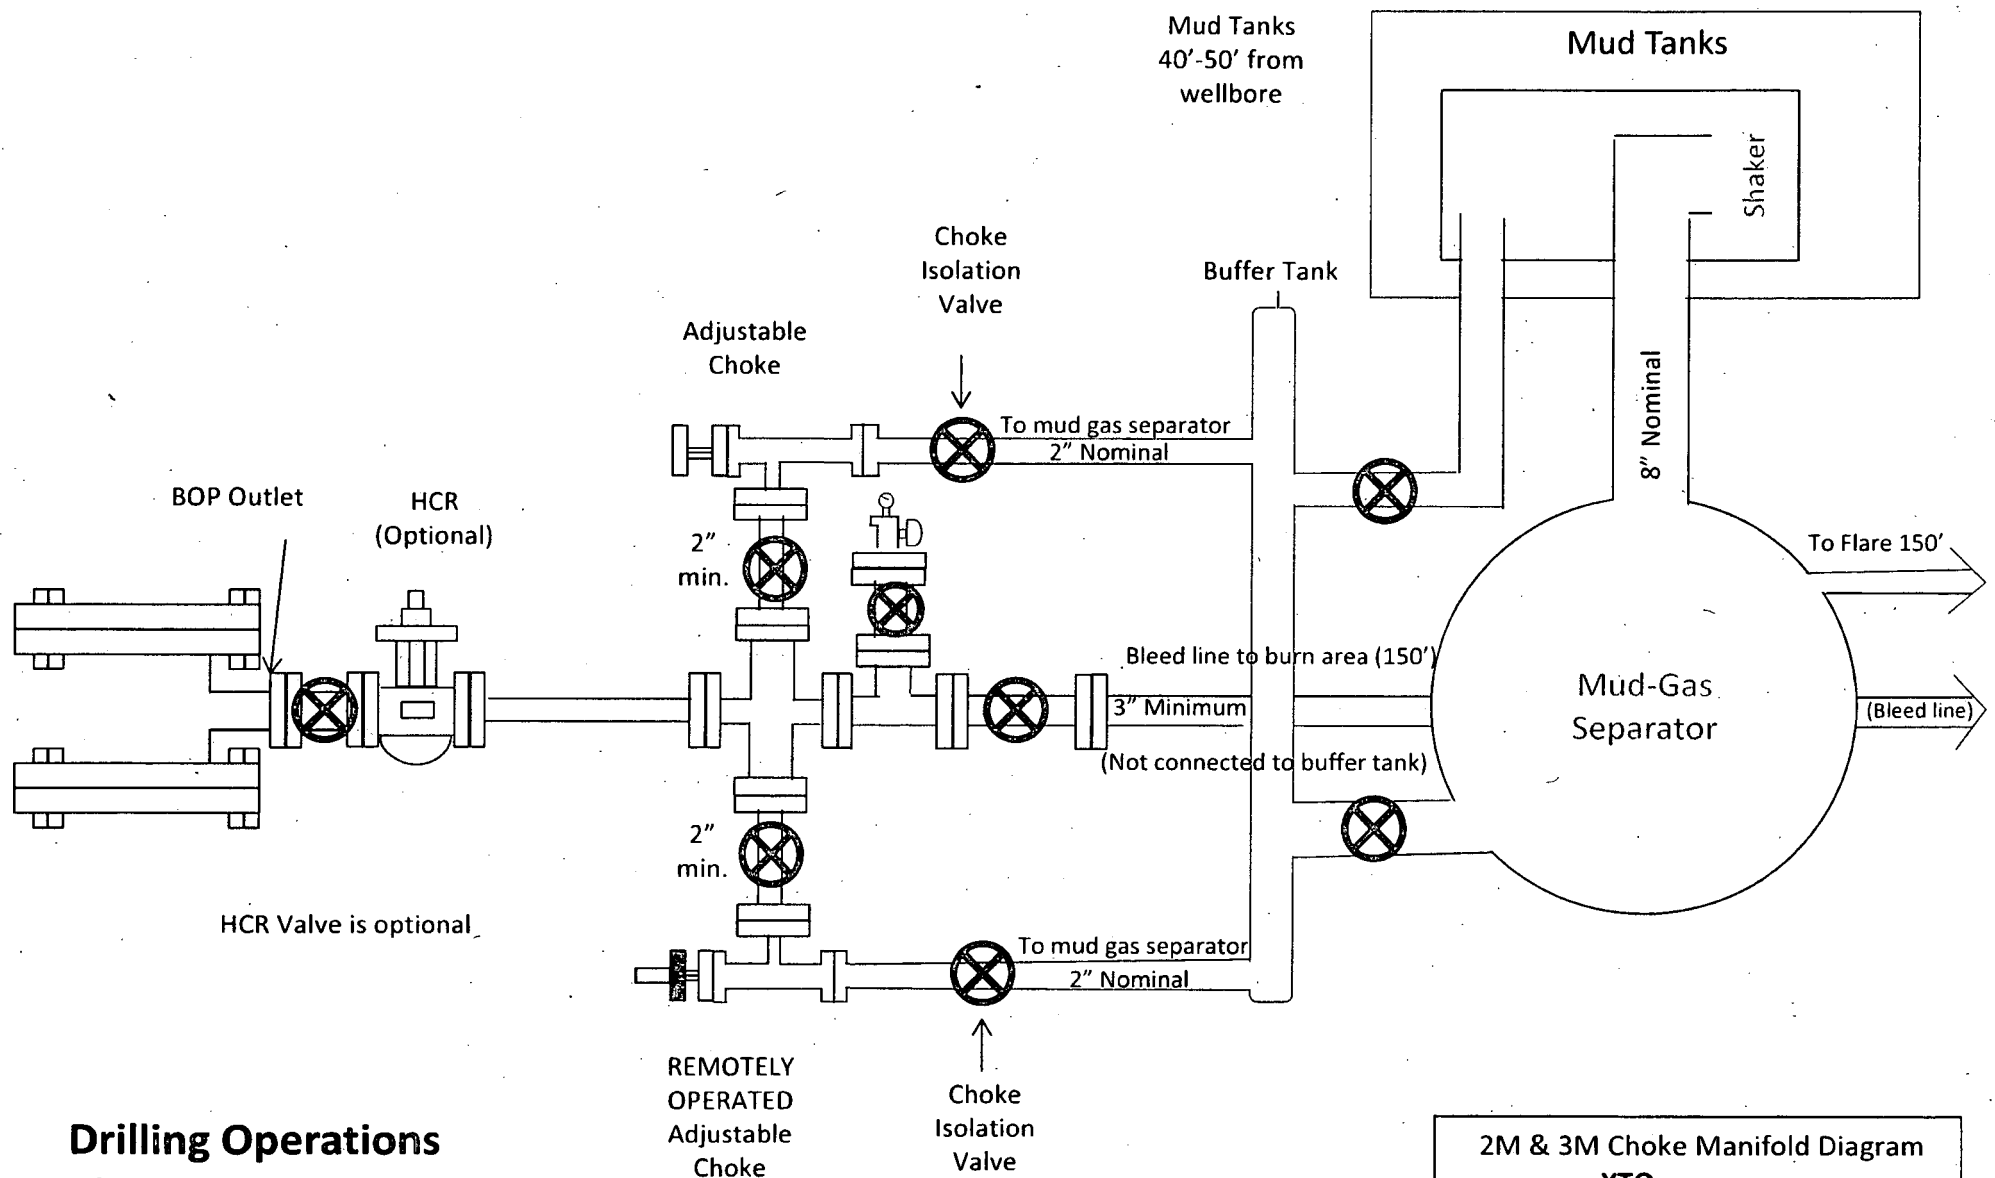 Mud Tanks
40'-50' from
wellbore
Mud Tanks
Shaker
Choke
Isolation
Valve
Buffer Tank
Adjustable
Choke
8" Nominal
To mud gas separator
2" Nominal
BOP Outlet
HCR
(Optional)
2"
min.
To Flare 150'
Bleed line to burn area (150')
3" Minimum
(Not connected to buffer tank)
Mud-Gas
Separator
(Bleed line)
2"
min.
HCR Valve is optional
To mud gas separator
2" Nominal
REMOTELY
OPERATED
Adjustable
Choke
Choke
Isolation
Valve
Drilling Operations
2M & 3M Choke Manifold Diagram
XTO